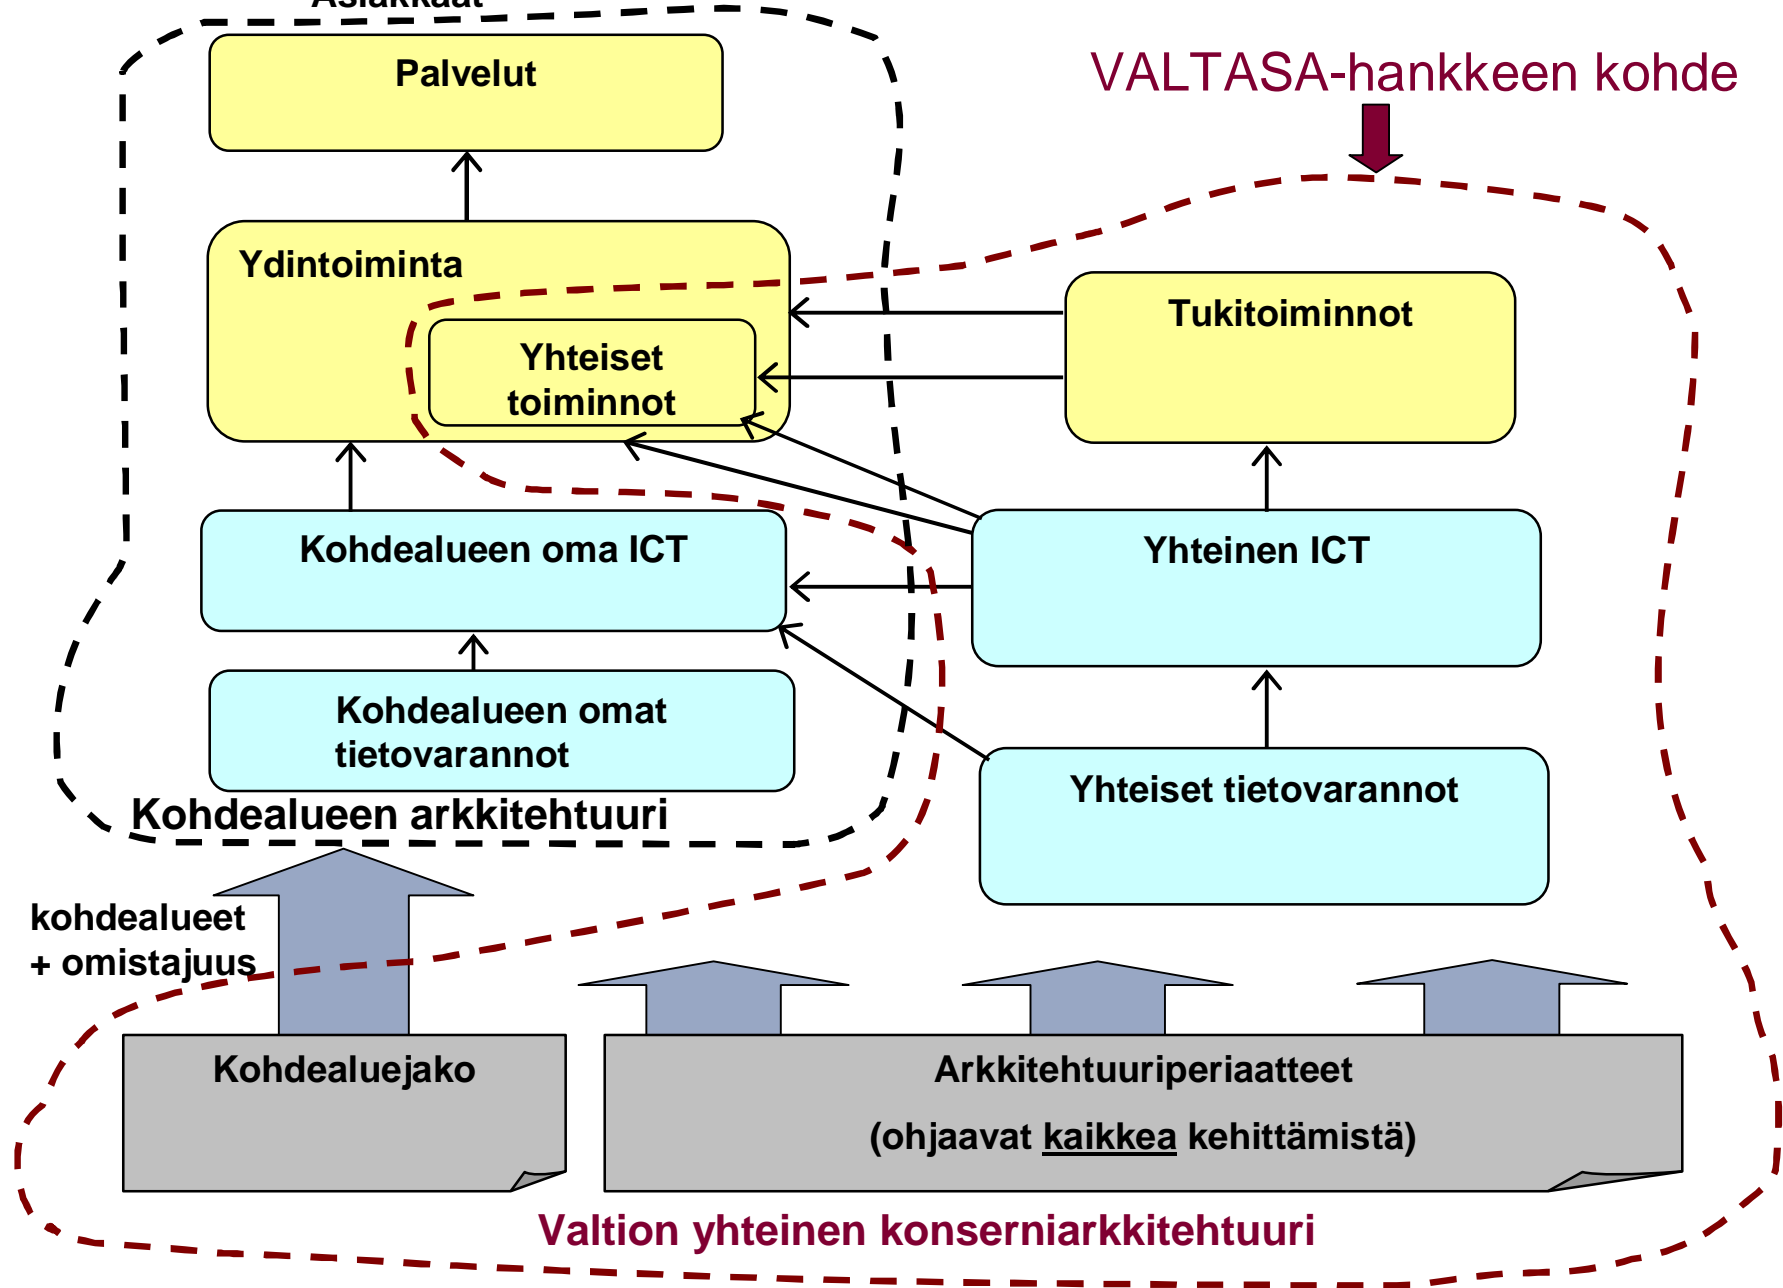 Asiakkaat
Palvelut
VALTASA-hankkeen kohde
Ydintoiminta
Tukitoiminnot
Yhteiset
toiminnot
Kohdealueen oma ICT
Yhteinen ICT
Kohdealueen omat
tietovarannot
Yhteiset tietovarannot
Kohdealueen arkkitehtuuri
kohdealueet
+ omistajuus
Kohdealuejako
Arkkitehtuuriperiaatteet
(ohjaavat kaikkea kehittämistä)
Valtion yhteinen konserniarkkitehtuuri